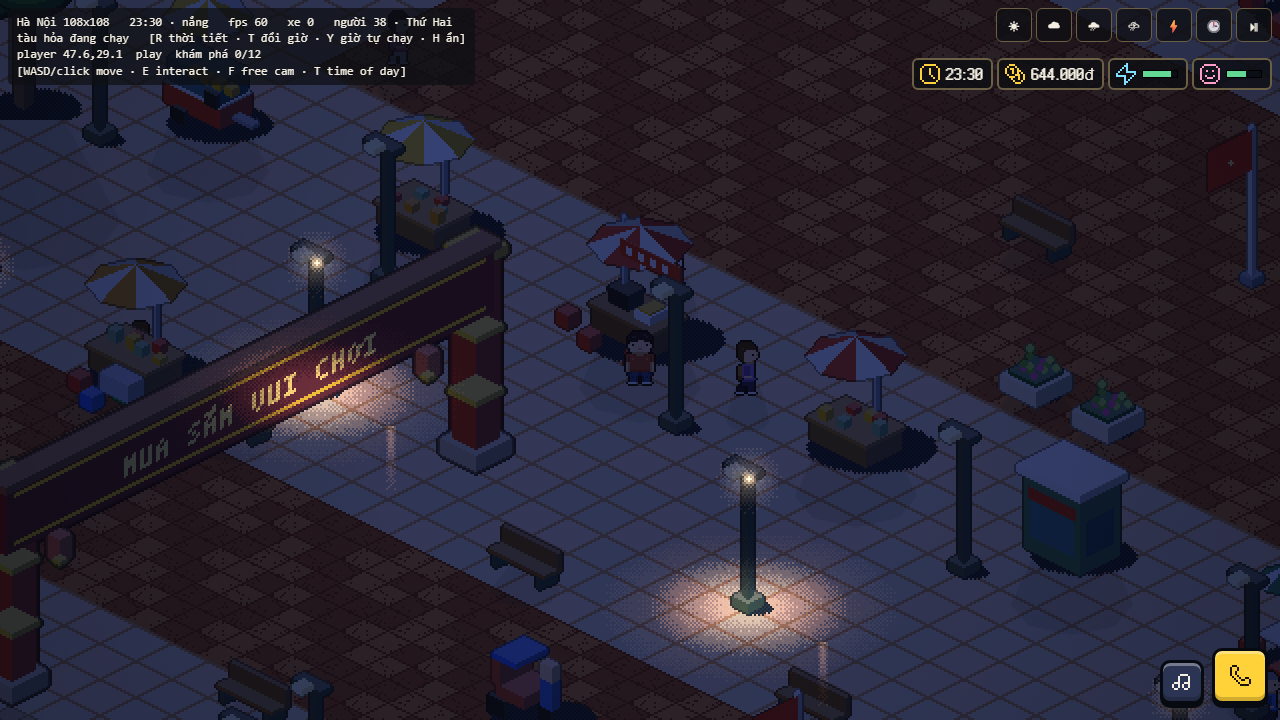 Hà Nội 108x108 23:30 · nắng fps 60 xe 0 người 38 · Thứ Hai
tàu hỏa đang chạy [R thời tiết · T đổi giờ · Y giờ tự chạy · H ẩn]
player 47.6,29.1 play khám phá 0/12
[WASD/click move · E interact · F free cam · T time of day]
23:30
644.000đ
MUA SẮM VUI CHƠI